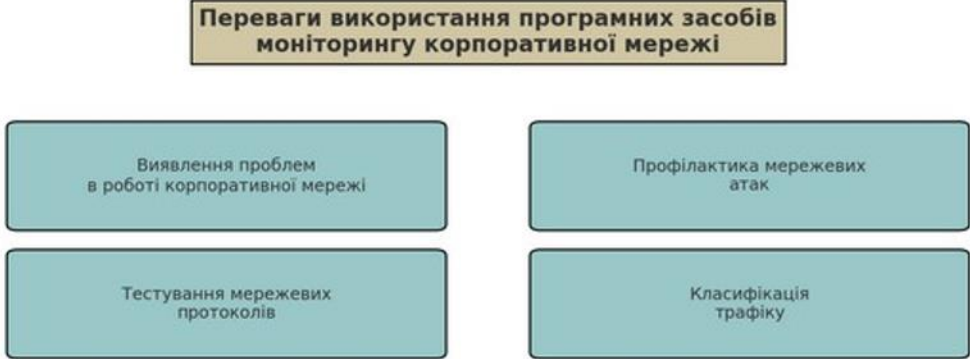 Переваги використання програмних засобів
моніторингу корпоративної мережі
Виявлення проблем
в роботі корпоративної мережі
Профілактика мережевих
атак
Тестування мережевих
протоколів
Класифікація
трафіку